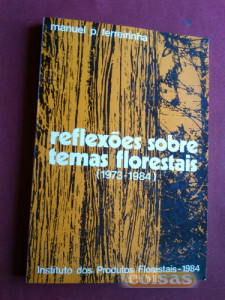 manuel p. ferreirinha
reflexões sobre
temas florestais
(1973-1984)
Instituto dos Produtos Florestais-1984
coisas